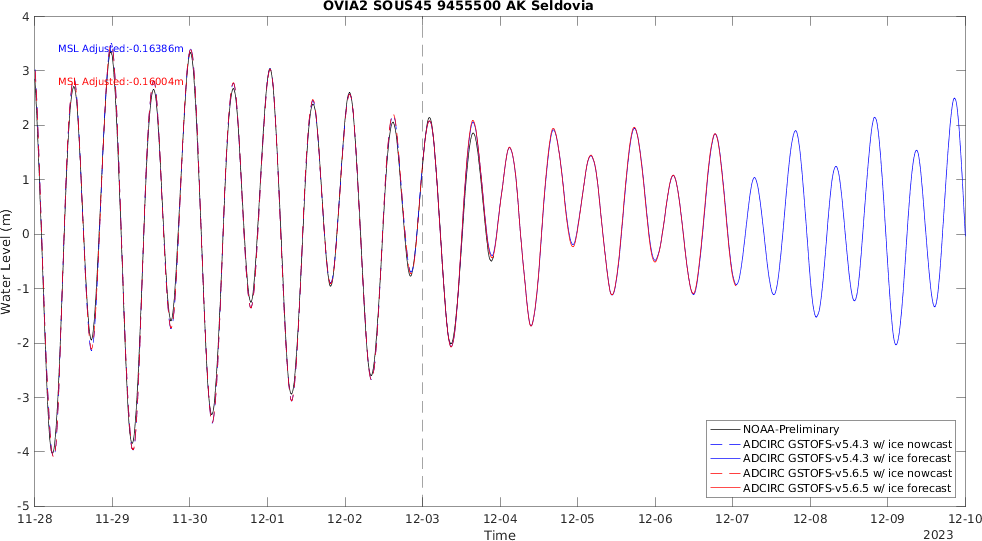 OVIA2 SOUS45 9455500 AK Seldovia
MSL Adjusted:-0.16386m
MSL Adjusted:-0.16004m
Water Level (m)
4
3
2
1
0
-1
-2
-3
-4
-5
NOAA-Preliminary
ADCIRC GSTOFS-v5.4.3 w/ ice nowcast
ADCIRC GSTOFS-v5.4.3 w/ ice forecast
ADCIRC GSTOFS-v5.6.5 w/ ice nowcast
ADCIRC GSTOFS-v5.6.5 w/ ice forecast
11-28 11-29 11-30 12-01 12-02 12-03 12-04 12-05 12-06 12-07 12-08 12-09 12-10
Time
2023